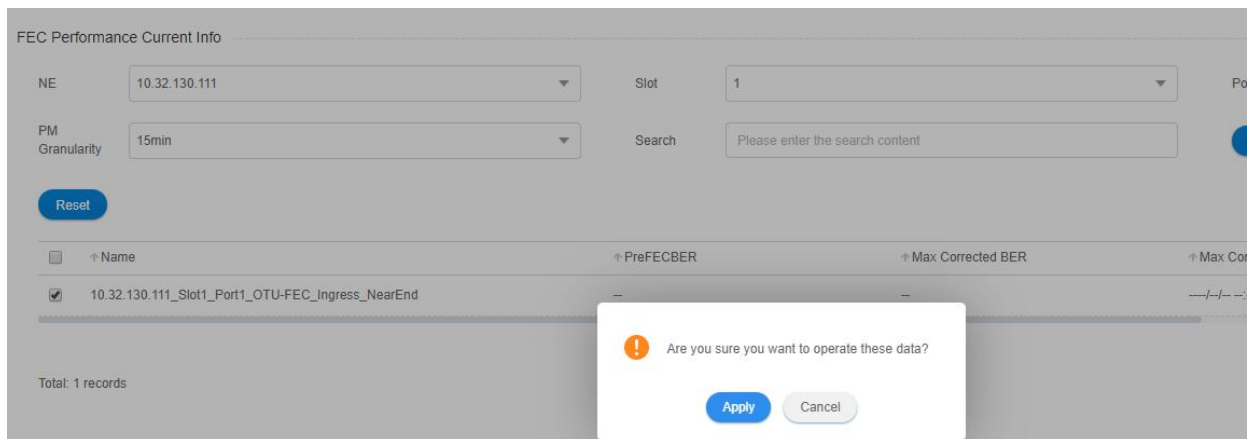 FEC Performance Current Info
NE
10.32.130.111
Slot
1
PM
Granularity
15min
Search
Please enter the search content
Reset
Name
PreFECBER
Max Corrected BER
10.32.130.111_Slot1_Port1_OTU-FEC_Ingress_NearEnd
--
--
Are you sure you want to operate these data?
Apply
Cancel
Total: 1 records